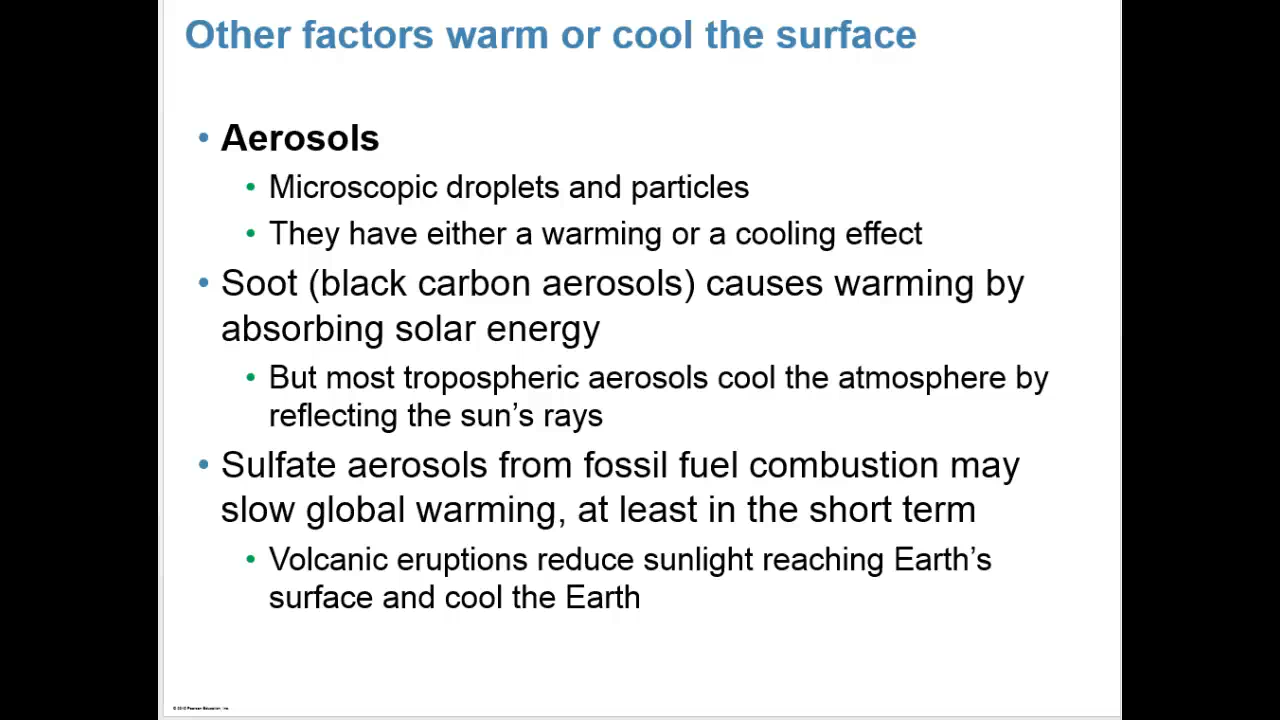 Other factors warm or cool the surface
• Aerosols
• Microscopic droplets and particles
• They have either a warming or a cooling effect
• Soot (black carbon aerosols) causes warming by
absorbing solar energy
• But most tropospheric aerosols cool the atmosphere by
reflecting the sun’s rays
• Sulfate aerosols from fossil fuel combustion may
slow global warming, at least in the short term
• Volcanic eruptions reduce sunlight reaching Earth’s
surface and cool the Earth
Pearson Education, Inc.